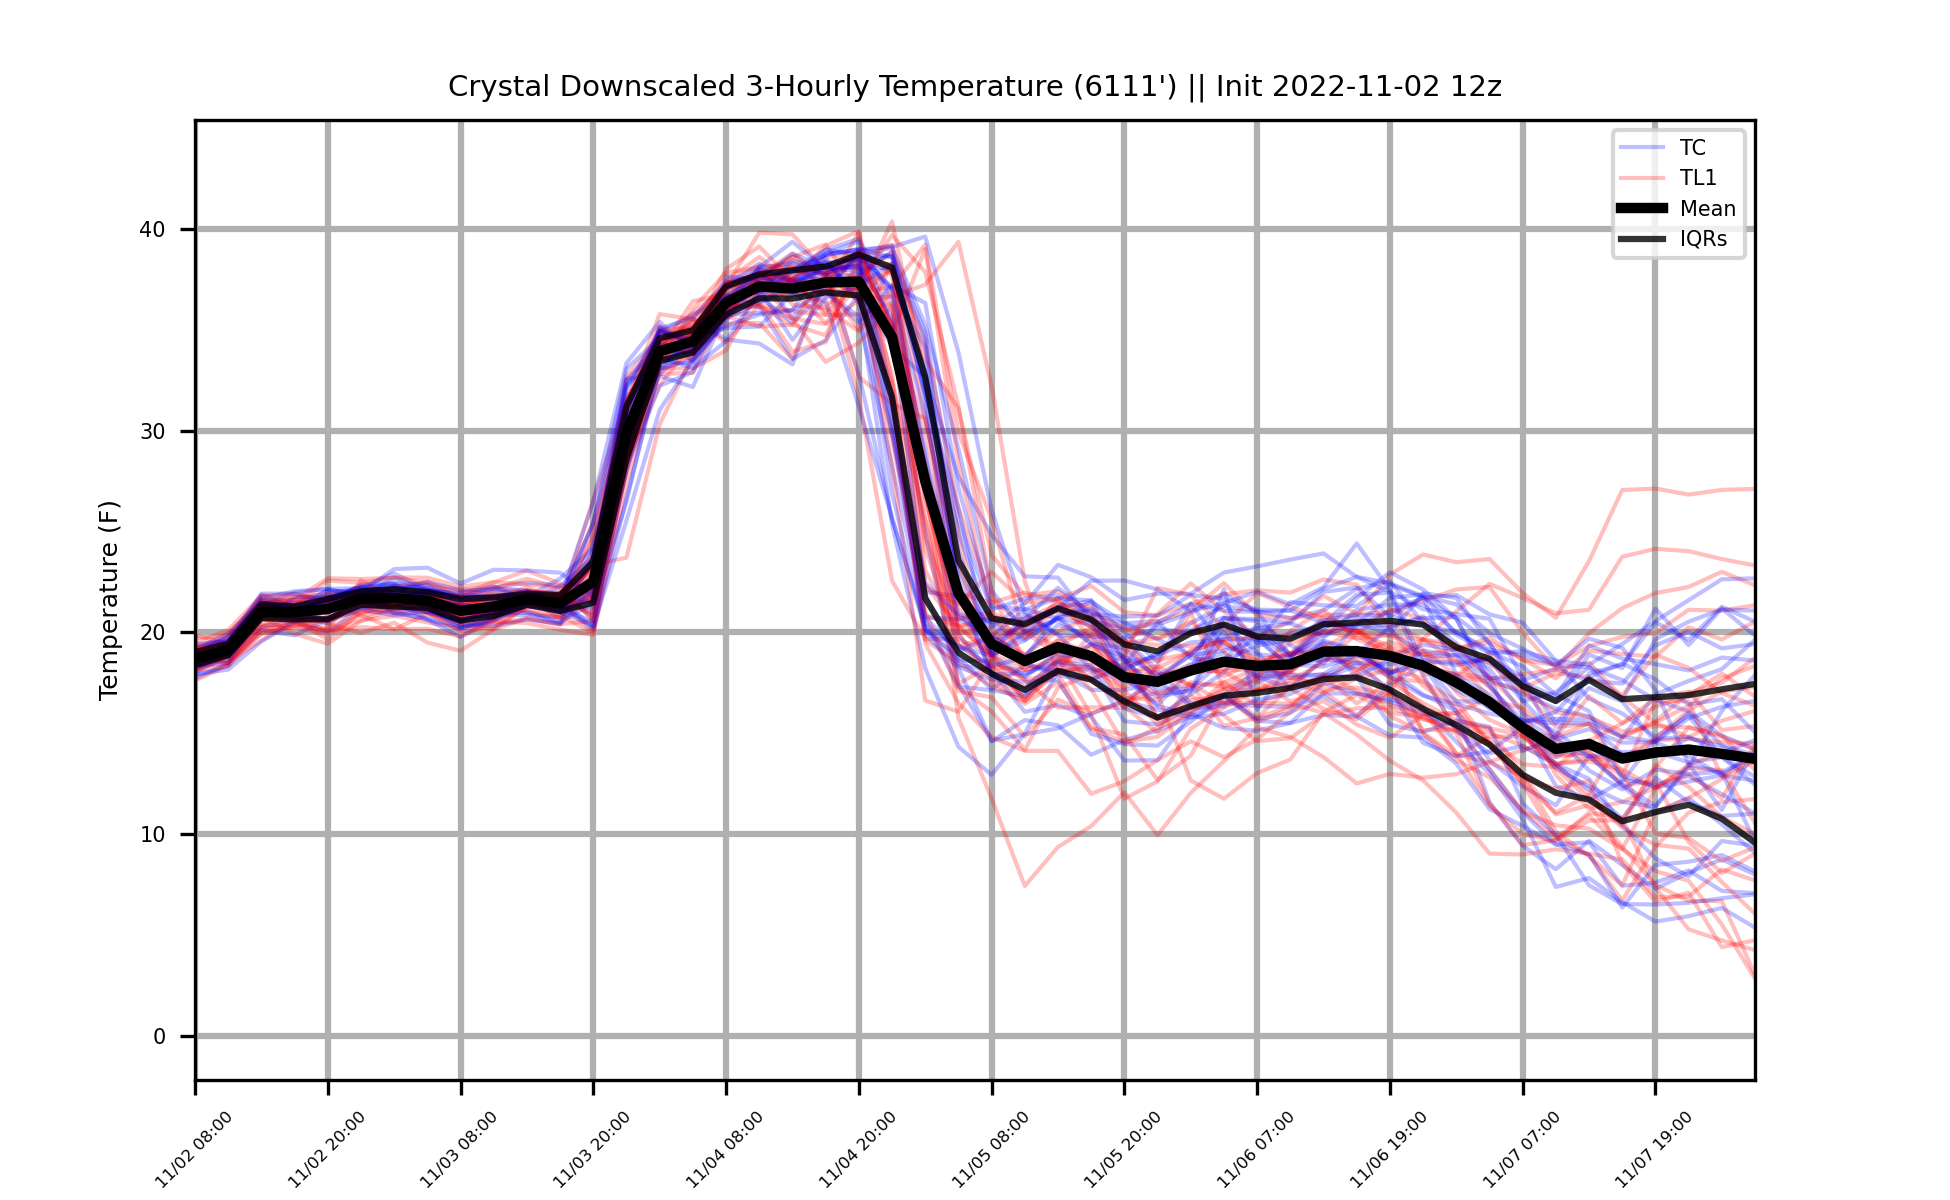 Crystal Downscaled 3-Hourly Temperature (6111') || Init 2022-11-02 12z
TC
TL1
Mean
IQRs
Temperature (F)
40
30
20
10
0
11/02 08:00
11/02 20:00
11/03 08:00
11/03 20:00
11/04 08:00
11/04 20:00
11/05 08:00
11/05 20:00
11/06 07:00
11/06 19:00
11/07 07:00
11/07 19:00